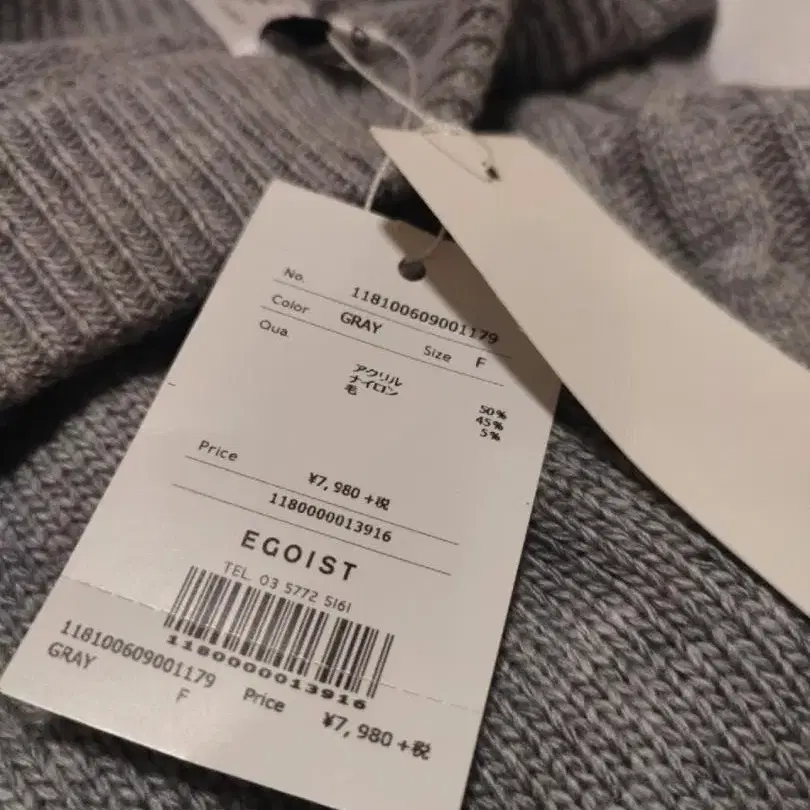 No. 118100609001179
Color GRAY Size F
Qua.
アクリル 50%
ナイロン 45%
毛 5%
Price
¥7,980+税
1180000013916
EGOIST
TEL. 03 5772 5161
1180000013916
118100609001179
GRAY F Price ¥7,980+税